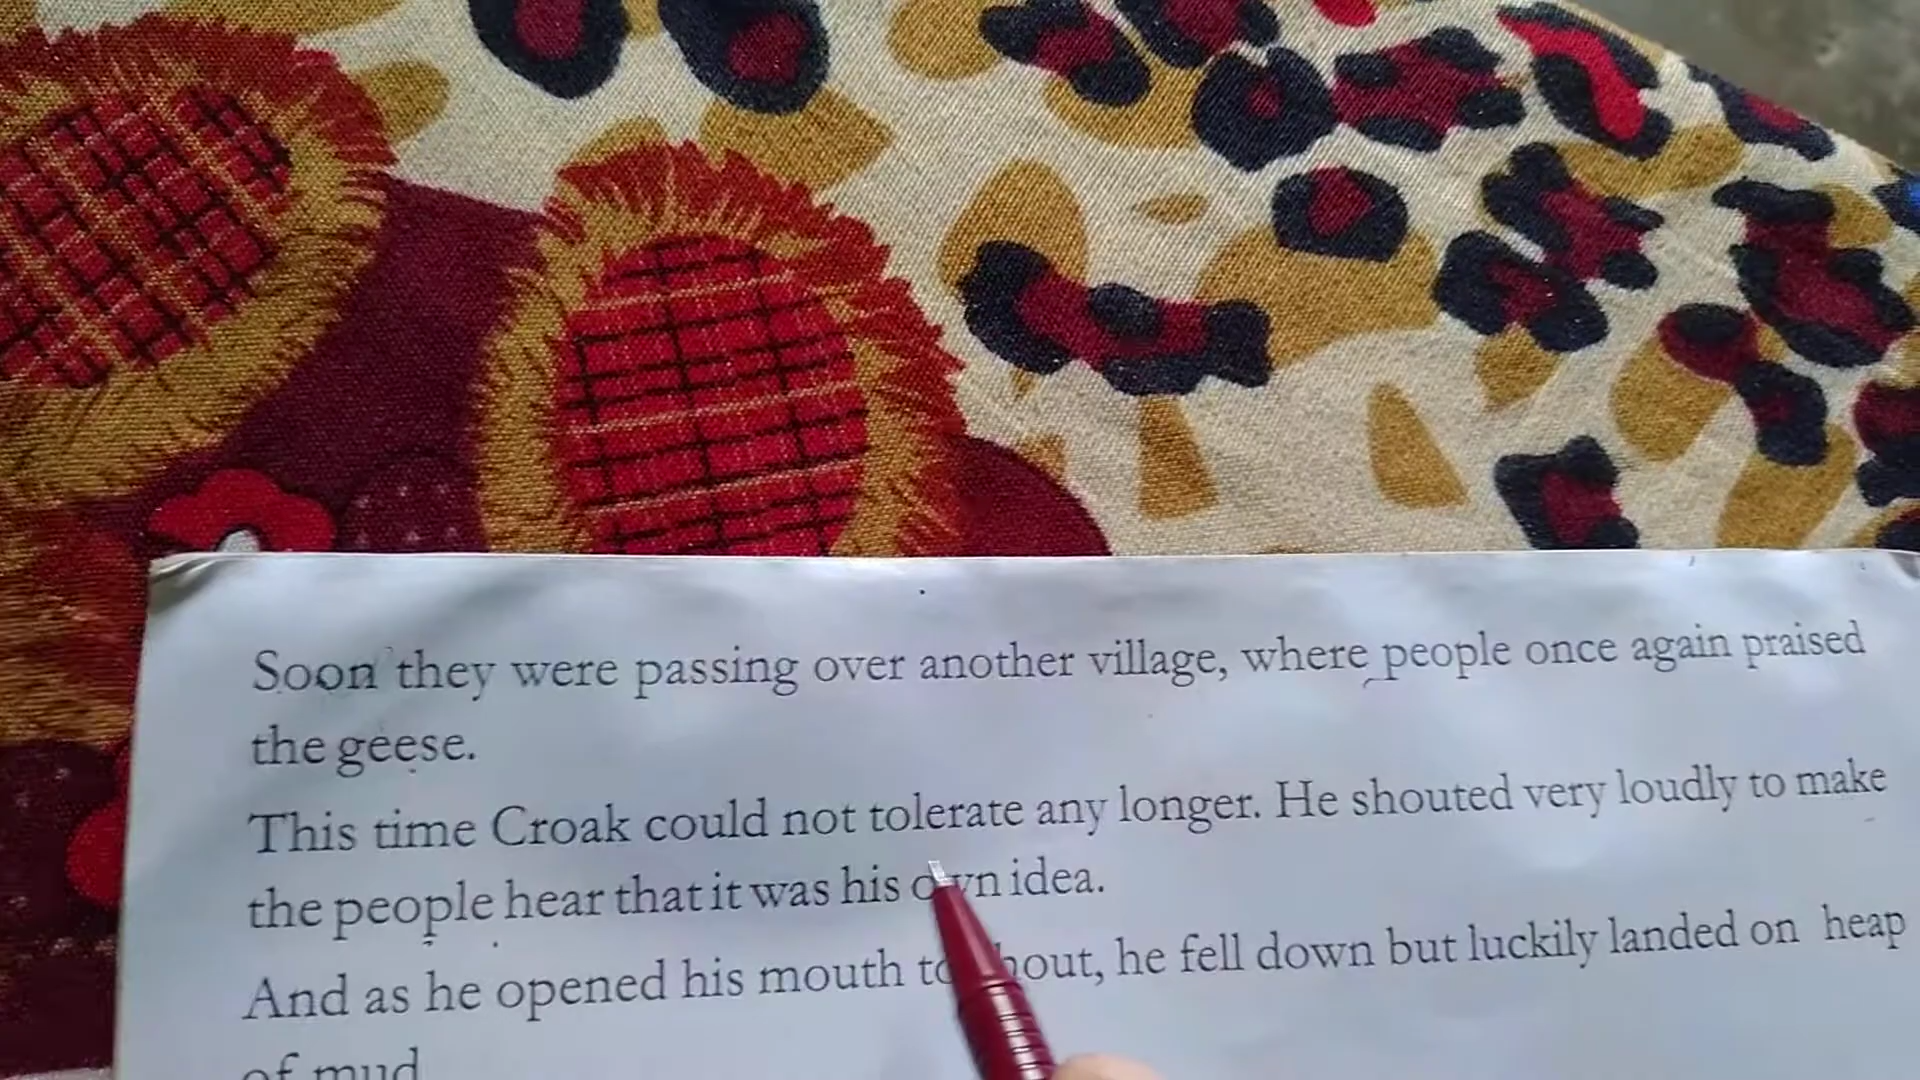 Soon they were passing over another village, where people once again praised
the geese.
This time Croak could not tolerate any longer. He shouted very loudly to make
the people hear that it was his own idea.
And as he opened his mouth to shout, he fell down but luckily landed on heap
of mud